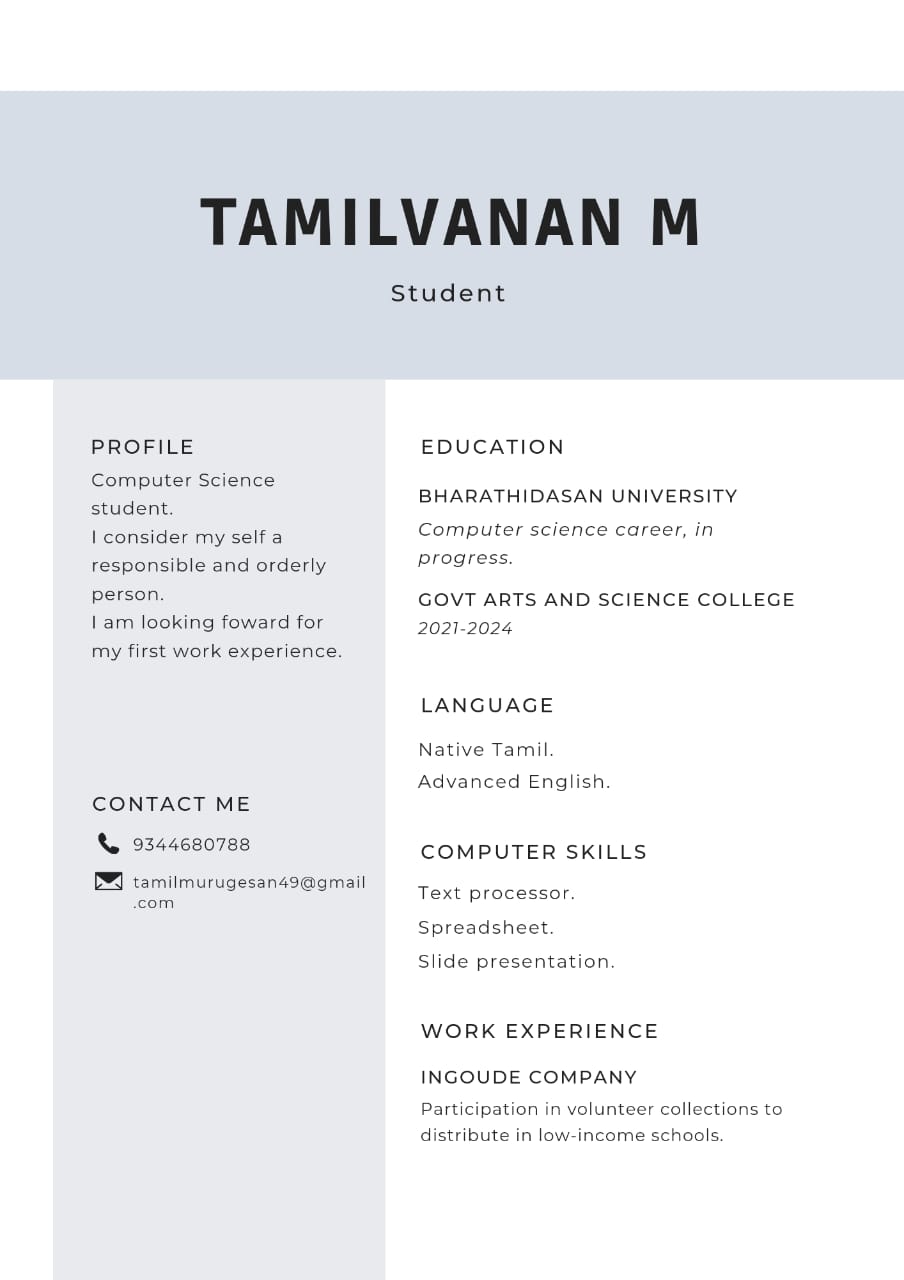 TAMILVANAN M
Student
PROFILE
Computer Science
student.
I consider my self a
responsible and orderly
person.
I am looking foward for
my first work experience.
CONTACT ME
9344680788
tamilmurugesan49@gmail
.com
EDUCATION
BHARATHIDASAN UNIVERSITY
Computer science career, in
progress.
GOVT ARTS AND SCIENCE COLLEGE
2021-2024
LANGUAGE
Native Tamil.
Advanced English.
COMPUTER SKILLS
Text processor.
Spreadsheet.
Slide presentation.
WORK EXPERIENCE
INGOUDE COMPANY
Participation in volunteer collections to
distribute in low-income schools.